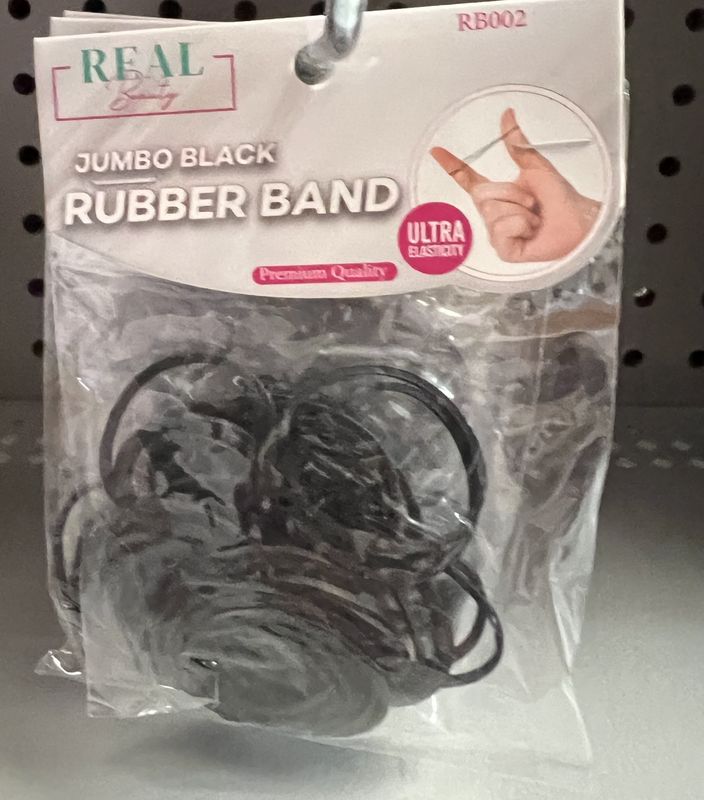 RB002
REAL
Beauty
JUMBO BLACK
RUBBER BAND
ULTRA
ELASTICITY
Premium Quality